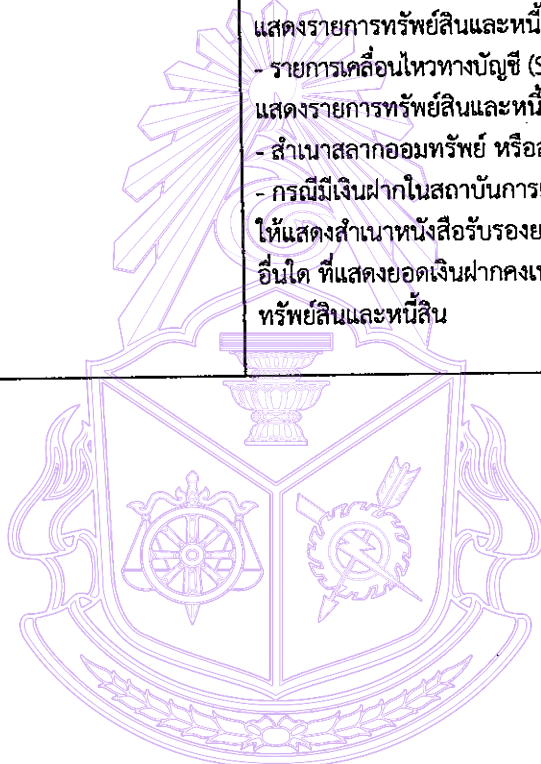 แสดงรายการทรัพย์สินและหนี้
- รายการเคลื่อนไหวทางบัญชี (S
แสดงรายการทรัพย์สินและหนี้
- สำเนาสลากออมทรัพย์ หรือส
- กรณีมีเงินฝากในสถาบันการ
ให้แสดงสำเนาหนังสือรับรองย
อื่นใด ที่แสดงยอดเงินฝากคงเห
ทรัพย์สินและหนี้สิน